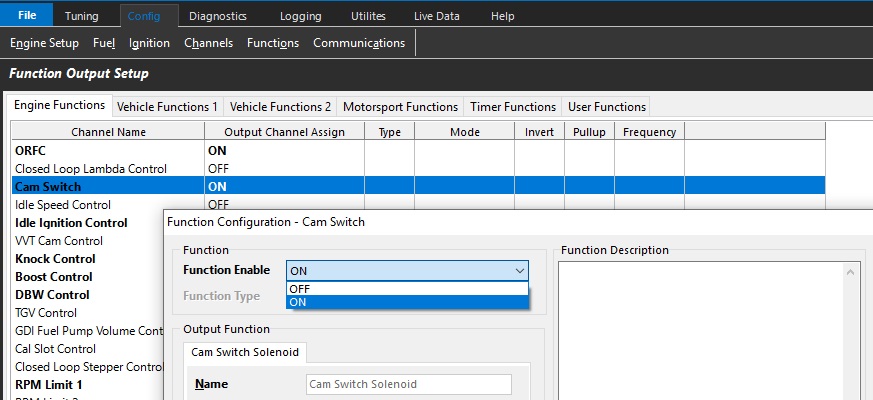 File Tuning Config Diagnostics Logging Utilites Live Data Help
Engine Setup Fuel Ignition Channels Functions Communications
Function Output Setup
Engine Functions Vehicle Functions 1 Vehicle Functions 2 Motorsport Functions Timer Functions User Functions
Channel Name Output Channel Assign Type Mode Invert Pullup Frequency
ORFC ON
Closed Loop Lambda Control OFF
Cam Switch ON
Idle Speed Control OFF
Function Configuration - Cam Switch
Idle Ignition Control
VVT Cam Control
Knock Control
Boost Control
DBW Control
TGV Control
GDI Fuel Pump Volume Cont
Cal Slot Control
Closed Loop Stepper Control
RPM Limit 1
Function
Function Enable ON
OFF
ON
Function Type
Output Function
Cam Switch Solenoid
Name Cam Switch Solenoid
Function Description